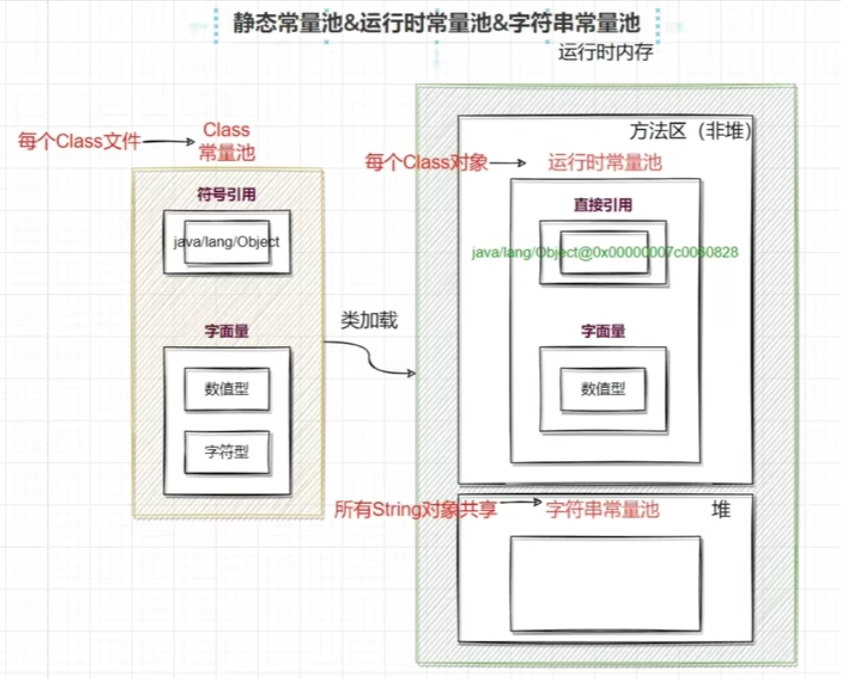 静态常量池&运行时常量池&字符串常量池
运行时内存
每个Class文件
Class
常量池
符号引用
java/lang/Object
字面量
数值型
字符型
类加载
方法区（非堆）
每个Class对象
运行时常量池
直接引用
java/lang/Object@0x00000007c0060828
字面量
数值型
所有String对象共享
字符串常量池
堆